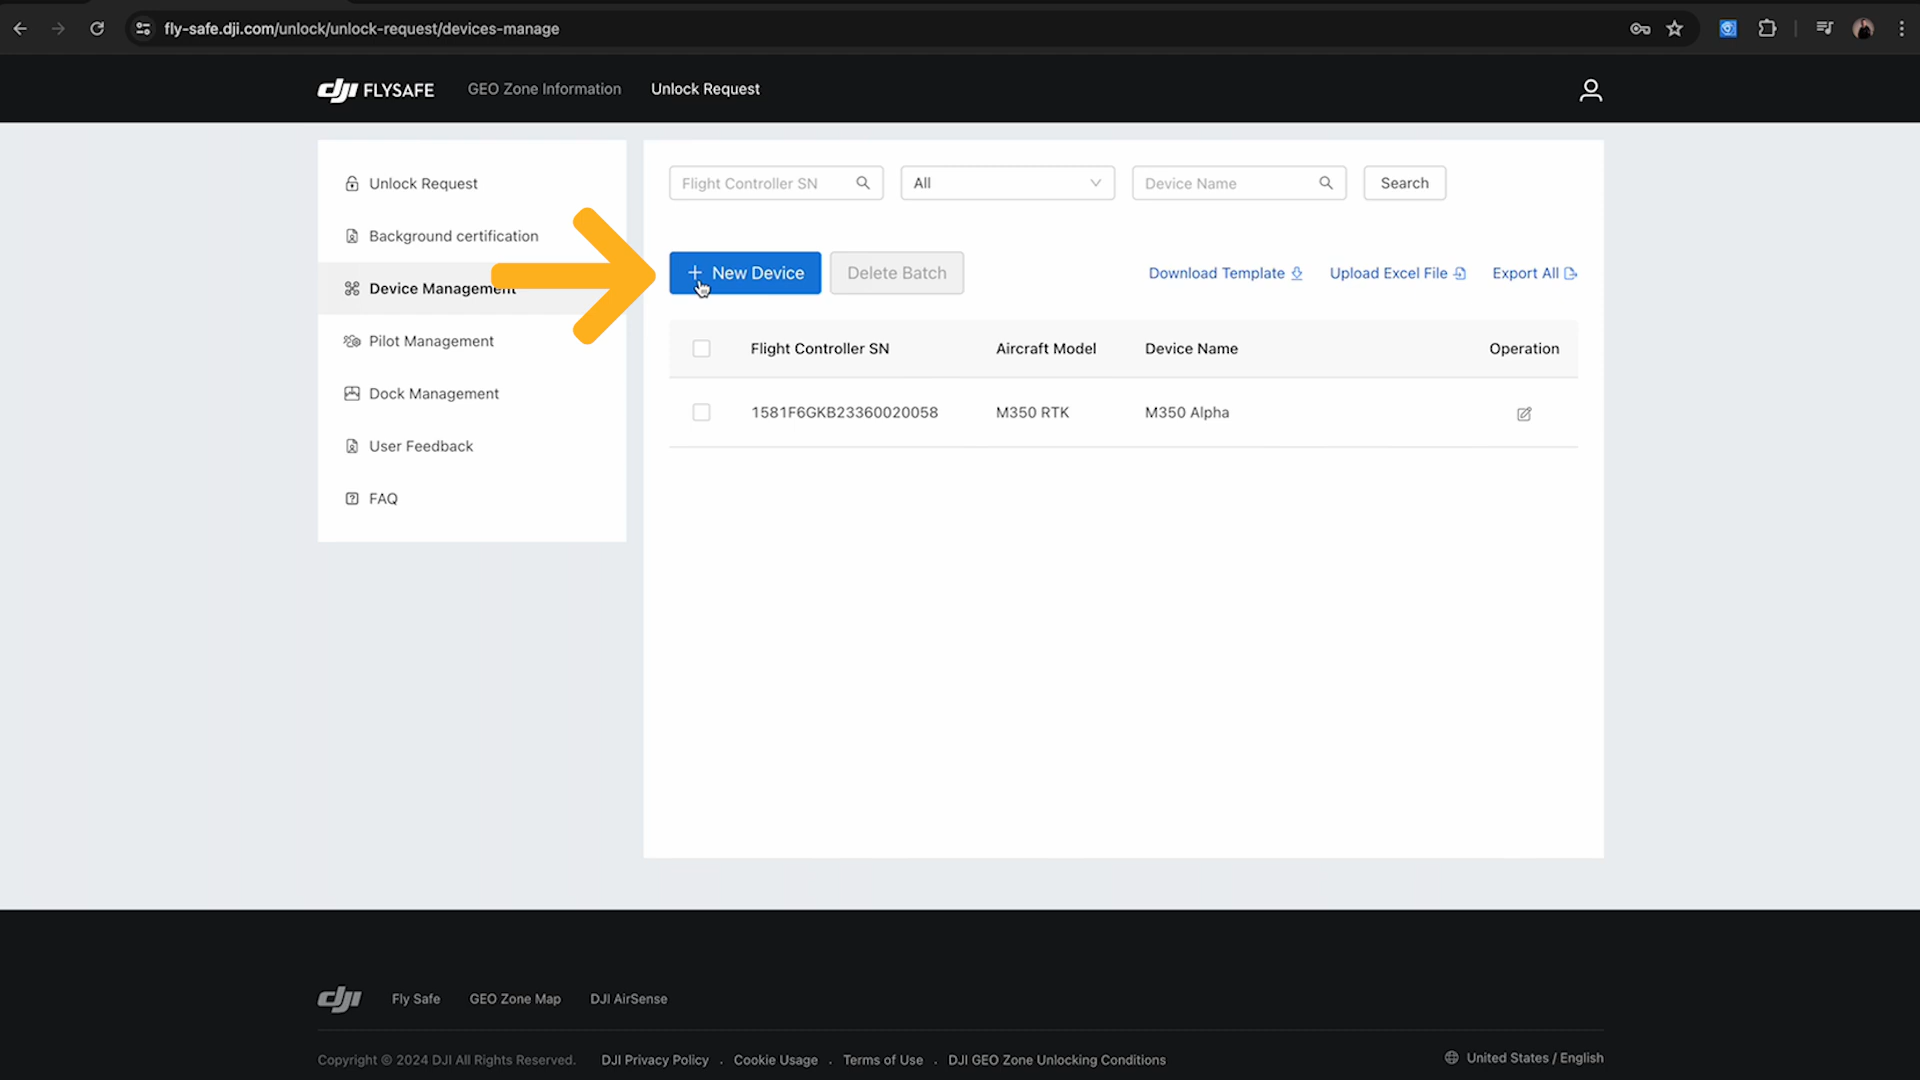 fly-safe.dji.com/unlock/unlock-request/devices-manage
dji FLYSAFE GEO Zone Information Unlock Request
Unlock Request
Background certification
Device Management
Pilot Management
Dock Management
User Feedback
FAQ
Flight Controller SN All Device Name Search
+ New Device Delete Batch Download Template Upload Excel File Export All
Flight Controller SN Aircraft Model Device Name Operation
1581F6GKB23360020058 M350 RTK M350 Alpha
dji Fly Safe GEO Zone Map DJI AirSense
Copyright © 2024 DJI All Rights Reserved. DJI Privacy Policy . Cookie Usage . Terms of Use . DJI GEO Zone Unlocking Conditions United States / English